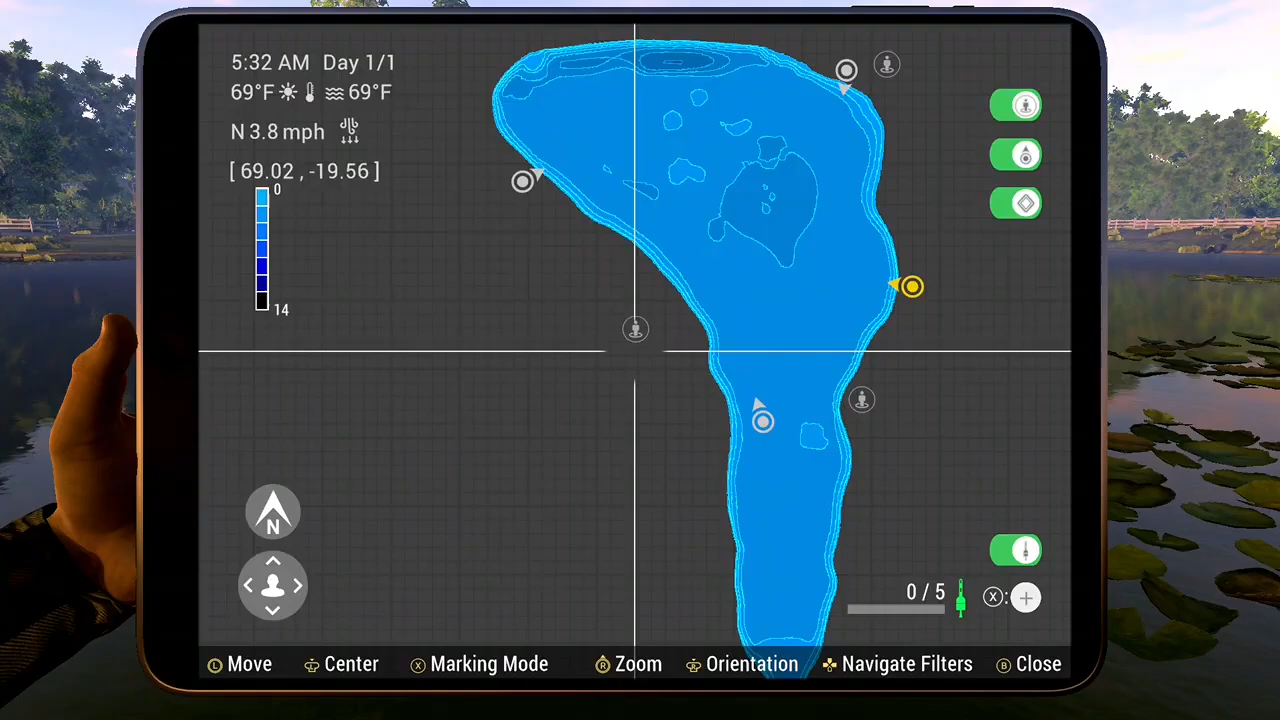 5:32 AM Day 1/1
69°F 69°F
N 3.8 mph
[ 69.02 , -19.56 ]
0
14
N
0 / 5
X :
L Move
Center
X Marking Mode
R Zoom
Orientation
Navigate Filters
B Close